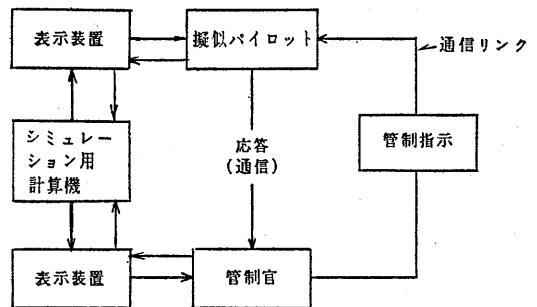 表示装置
擬似パイロット
通信リンク
シミュレー
ション用
計算機
応答
(通信)
管制指示
表示装置
管制官